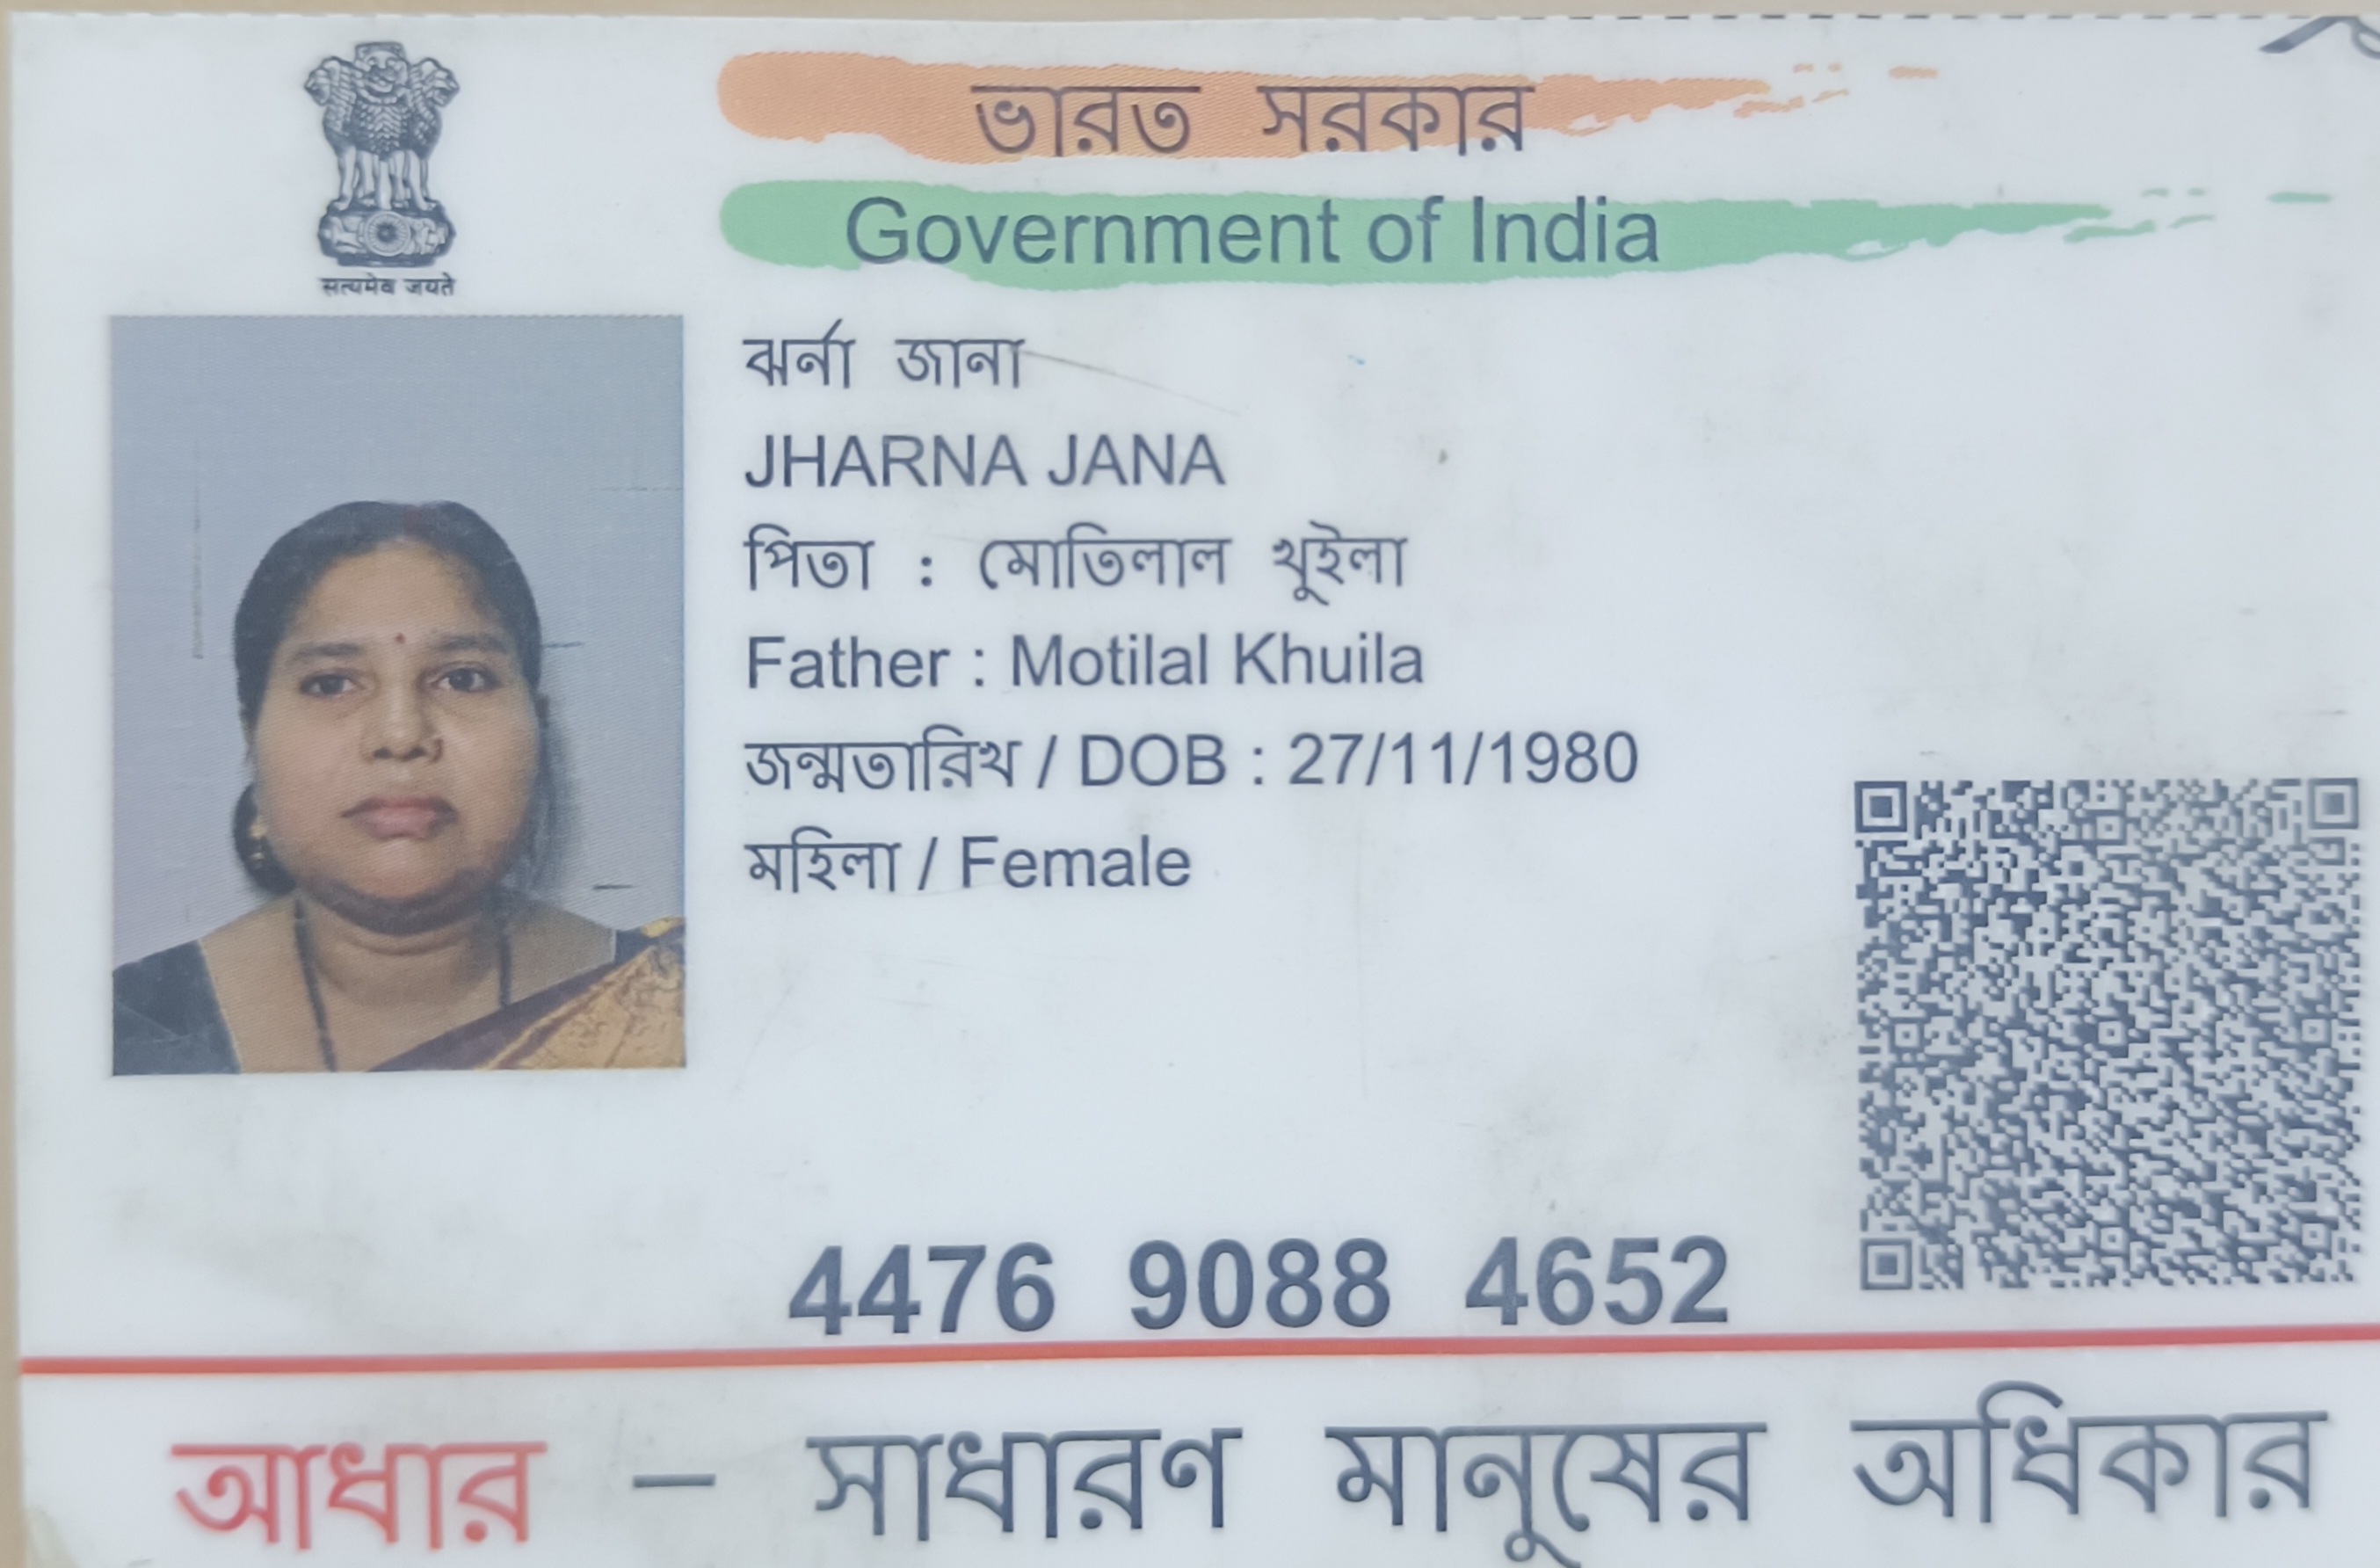 ভারত সরকার
Government of India
सत्यमेव जयते
ঝর্না জানা
JHARNA JANA
পিতা : মোতিলাল খুইলা
Father : Motilal Khuila
জন্মতারিখ / DOB : 27/11/1980
মহিলা / Female
4476 9088 4652
আধার – সাধারণ মানুষের অধিকার